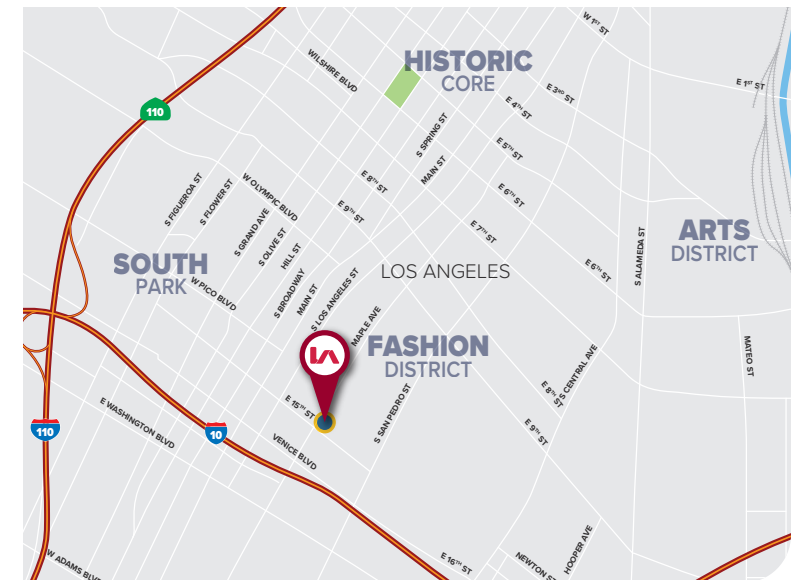 W 1ST ST
WILSHIRE BLVD
HISTORIC
CORE
E 3RD ST
E 1ST ST
E 4TH ST
110
S SPRING ST
E 5TH ST
MAIN ST
E 8TH ST
E 6TH ST
S FIGUEROA ST
S FLOWER ST
W OLYMPIC BLVD
E 9TH ST
S GRAND AVE
E 7TH ST
ARTS
DISTRICT
S OLIVE ST
HILL ST
SOUTH
PARK
LOS ANGELES
E 6TH ST
S ALAMEDA ST
W PICO BLVD
S BROADWAY
MAIN ST
S LOS ANGELES ST
MAPLE AVE
FASHION
DISTRICT
MATEO ST
S CENTRAL AVE
E 8TH ST
E 15TH ST
S SAN PEDRO ST
E WASHINGTON BLVD
110
10
VENICE BLVD
E 9TH ST
E 16TH ST
NEWTON ST
HOOPER AVE
W ADAMS BLVD